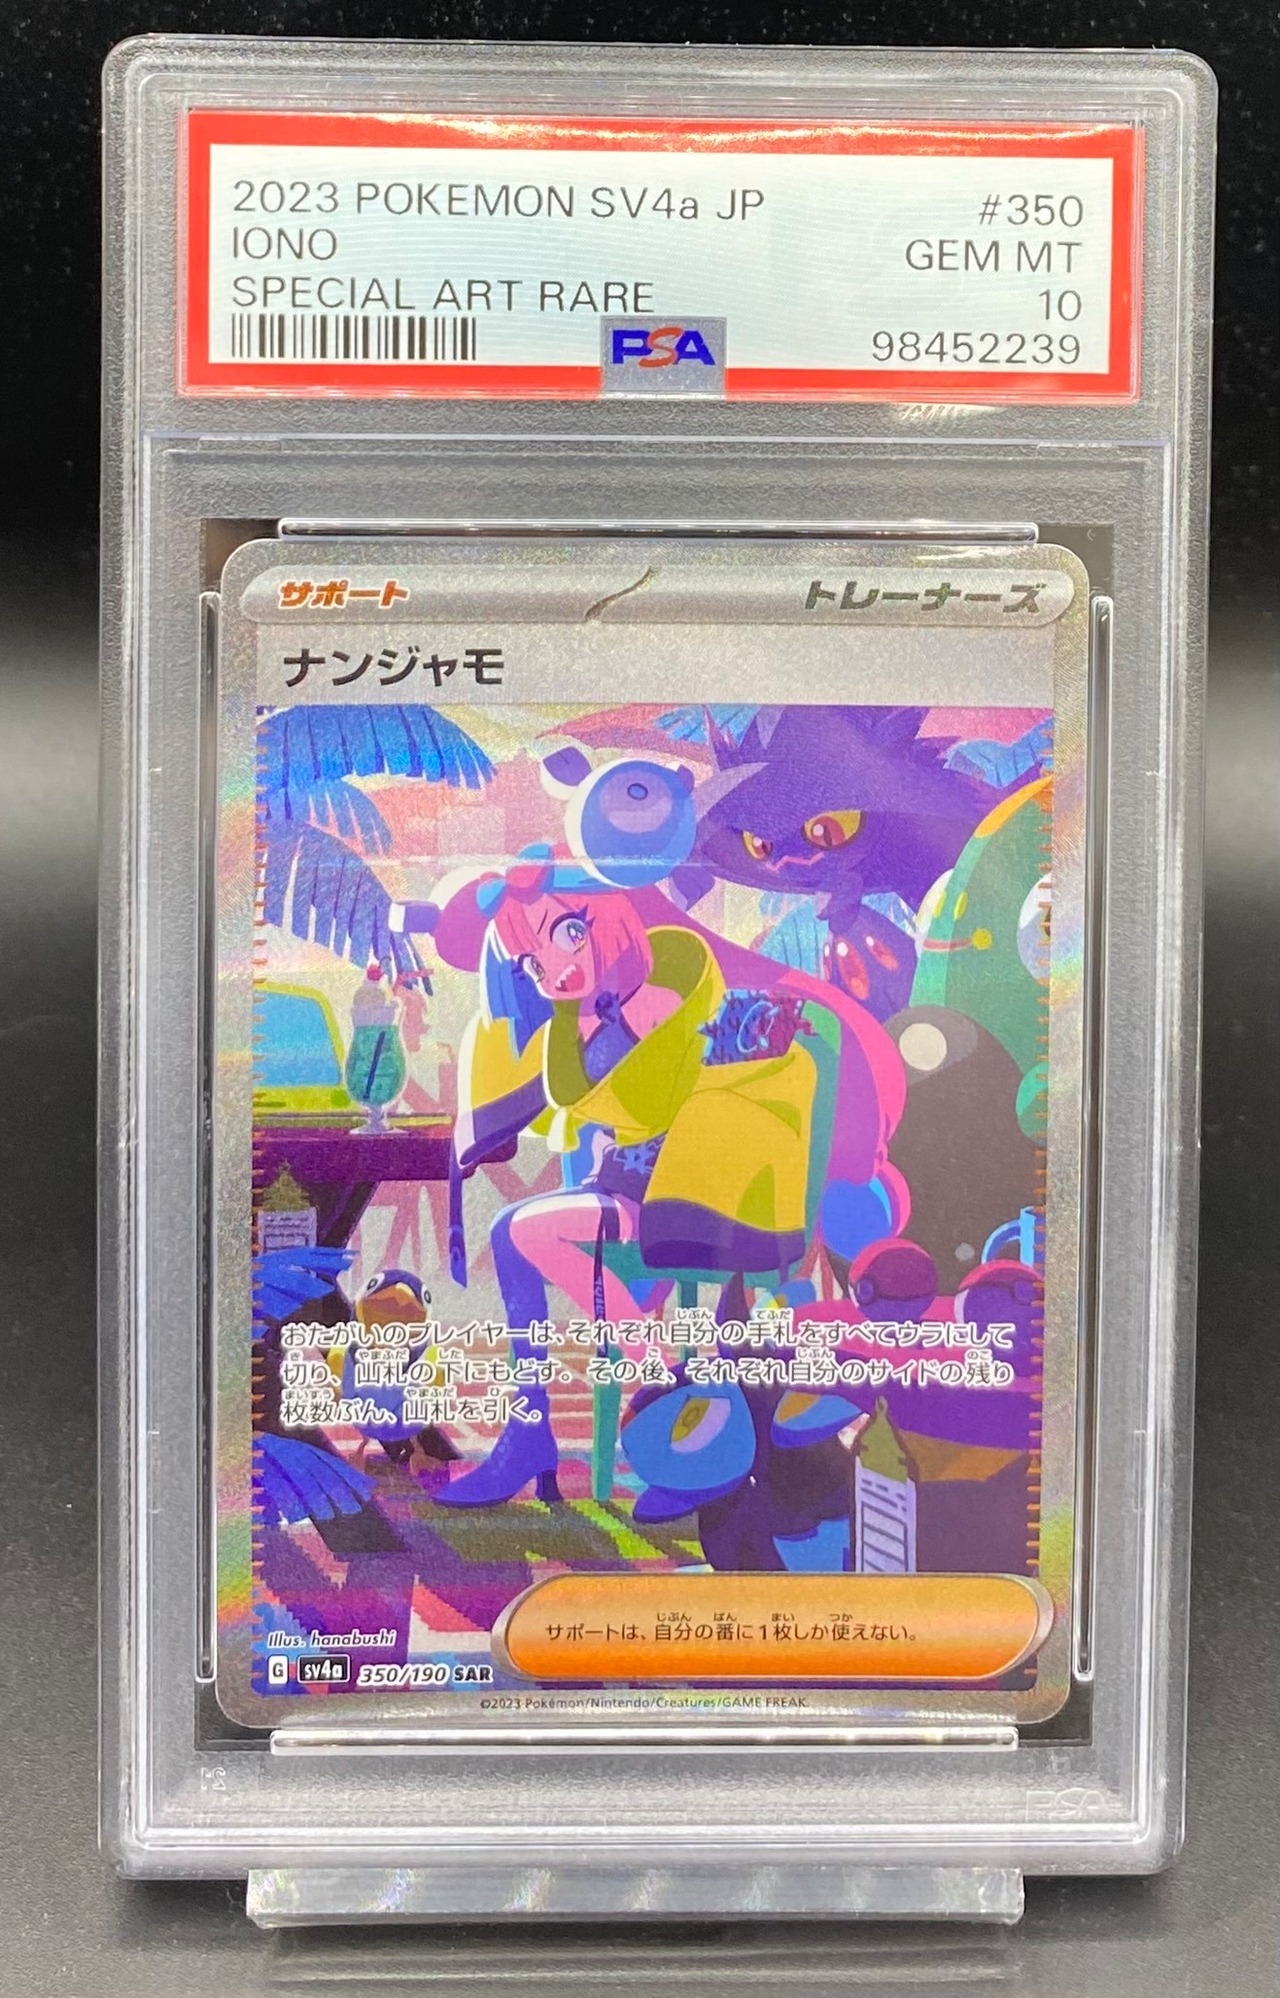 2023 POKEMON SV4a JP #350
IONO GEM MT
SPECIAL ART RARE 10
PSA 98452239
サポート トレーナーズ
ナンジャモ
おたがいのプレイヤーは、それぞれ自分の手札をすべてウラにして
切り、山札の下にもどす。その後、それぞれ自分のサイドの残り
枚数ぶん、山札を引く。
サポートは、自分の番に1枚しか使えない。
Illus. hanabushi
G sv4a 350/190 SAR
©2023 Pokémon/Nintendo/Creatures/GAME FREAK.
PSA